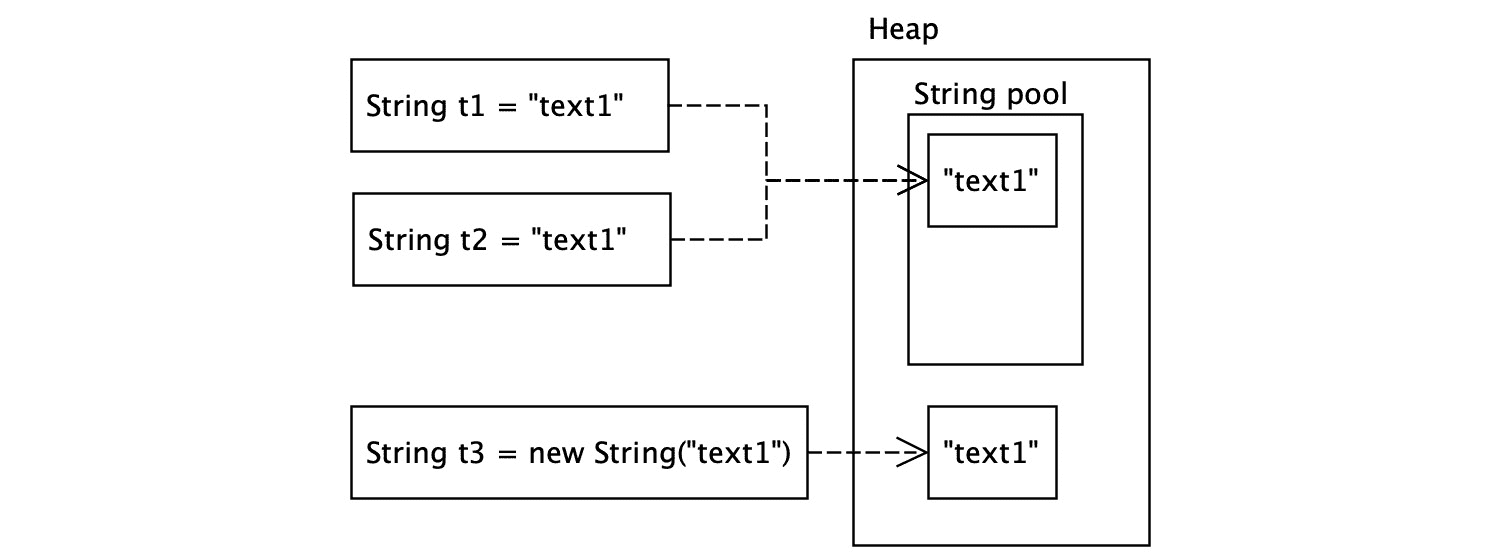 Heap
String t1 = "text1"
String pool
"text1"
String t2 = "text1"
String t3 = new String("text1")
"text1"